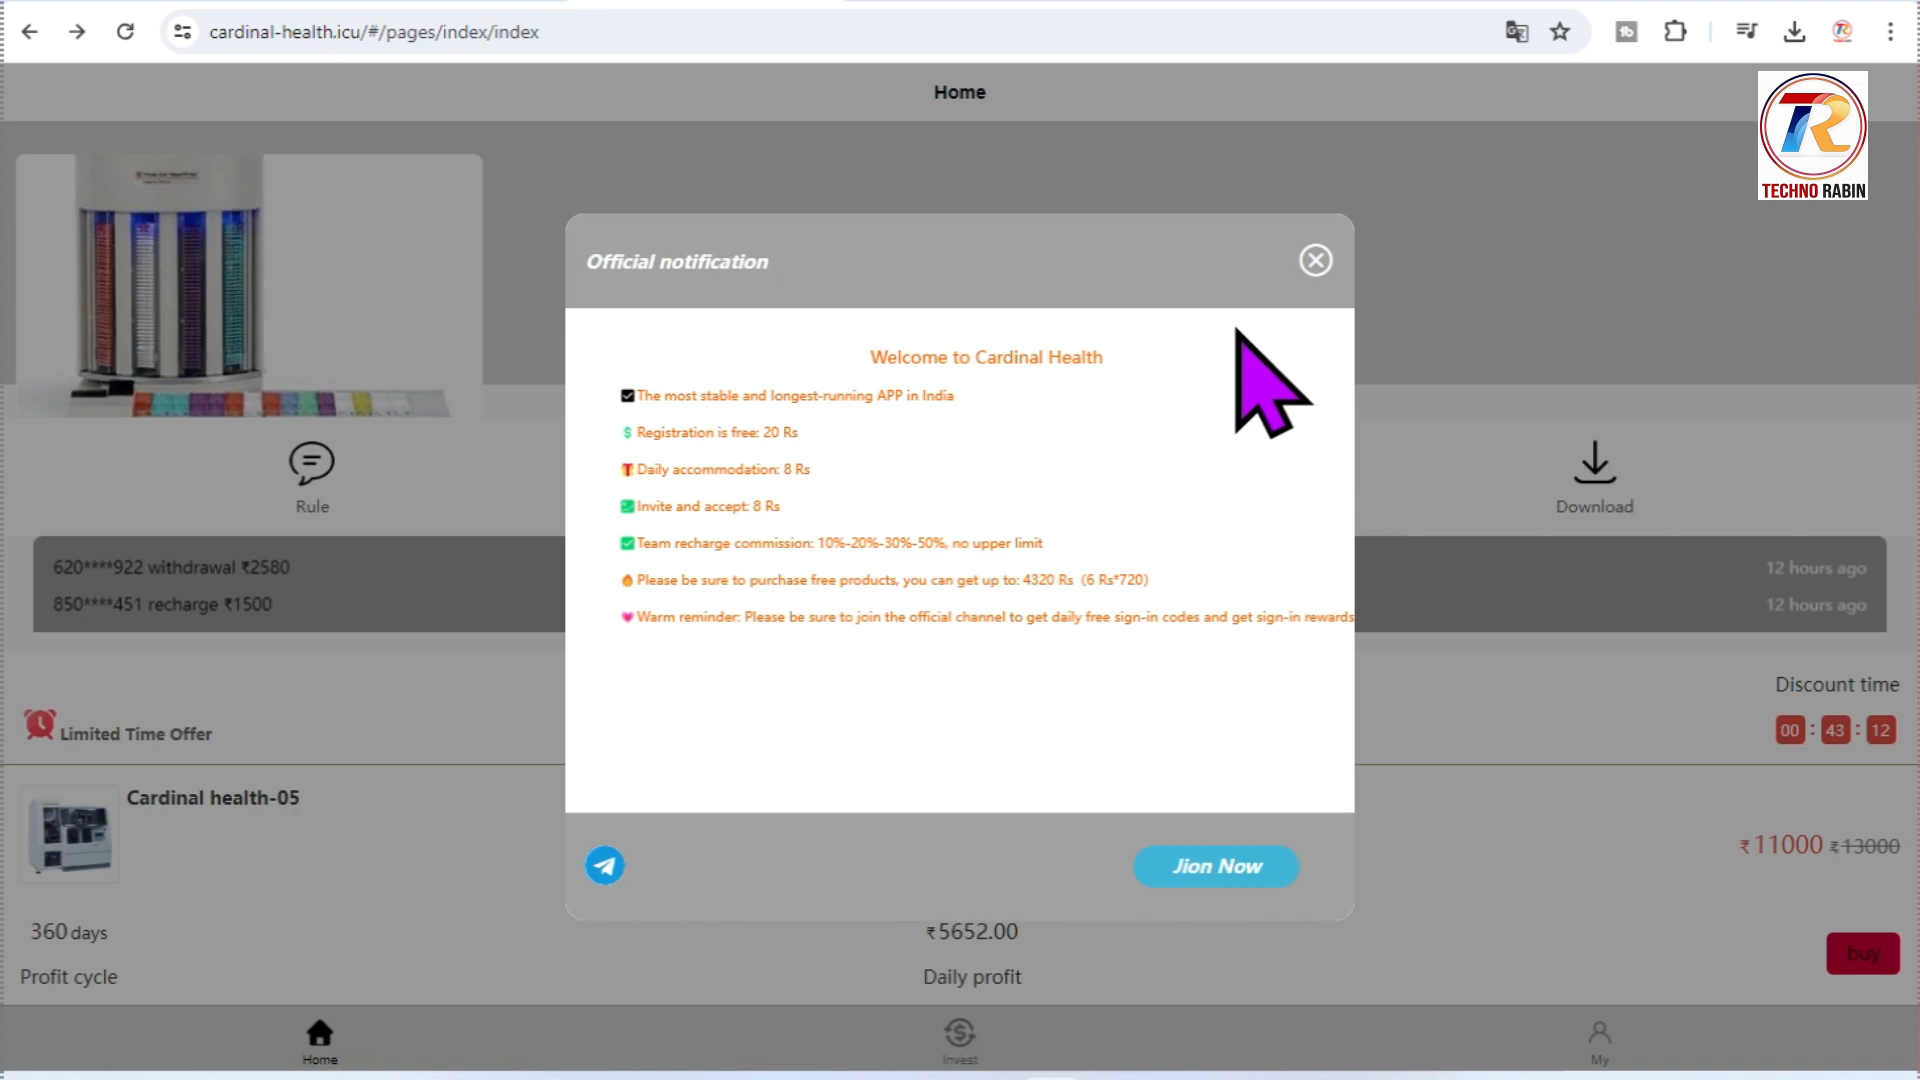 cardinal-health.icu/#/pages/index/index
Home
TR
TECHNO RABIN
Official notification
Welcome to Cardinal Health
The most stable and longest-running APP in India
Registration is free: 20 Rs
Daily accommodation: 8 Rs
Invite and accept: 8 Rs
Team recharge commission: 10%-20%-30%-50%, no upper limit
Please be sure to purchase free products, you can get up to: 4320 Rs (6 Rs*720)
Warm reminder: Please be sure to join the official channel to get daily free sign-in codes and get sign-in rewards
Rule
Download
620****922 withdrawal ₹2580
12 hours ago
850****451 recharge ₹1500
12 hours ago
Discount time
Limited Time Offer
00 : 43 : 12
Cardinal health-05
₹11000 ₹13000
Jion Now
360 days
₹5652.00
buy
Profit cycle
Daily profit
Home
Invest
My